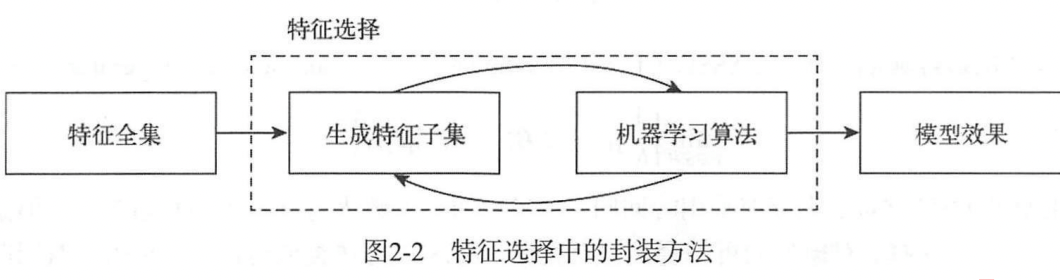 特征选择
特征全集
生成特征子集
机器学习算法
模型效果
图2-2 特征选择中的封装方法